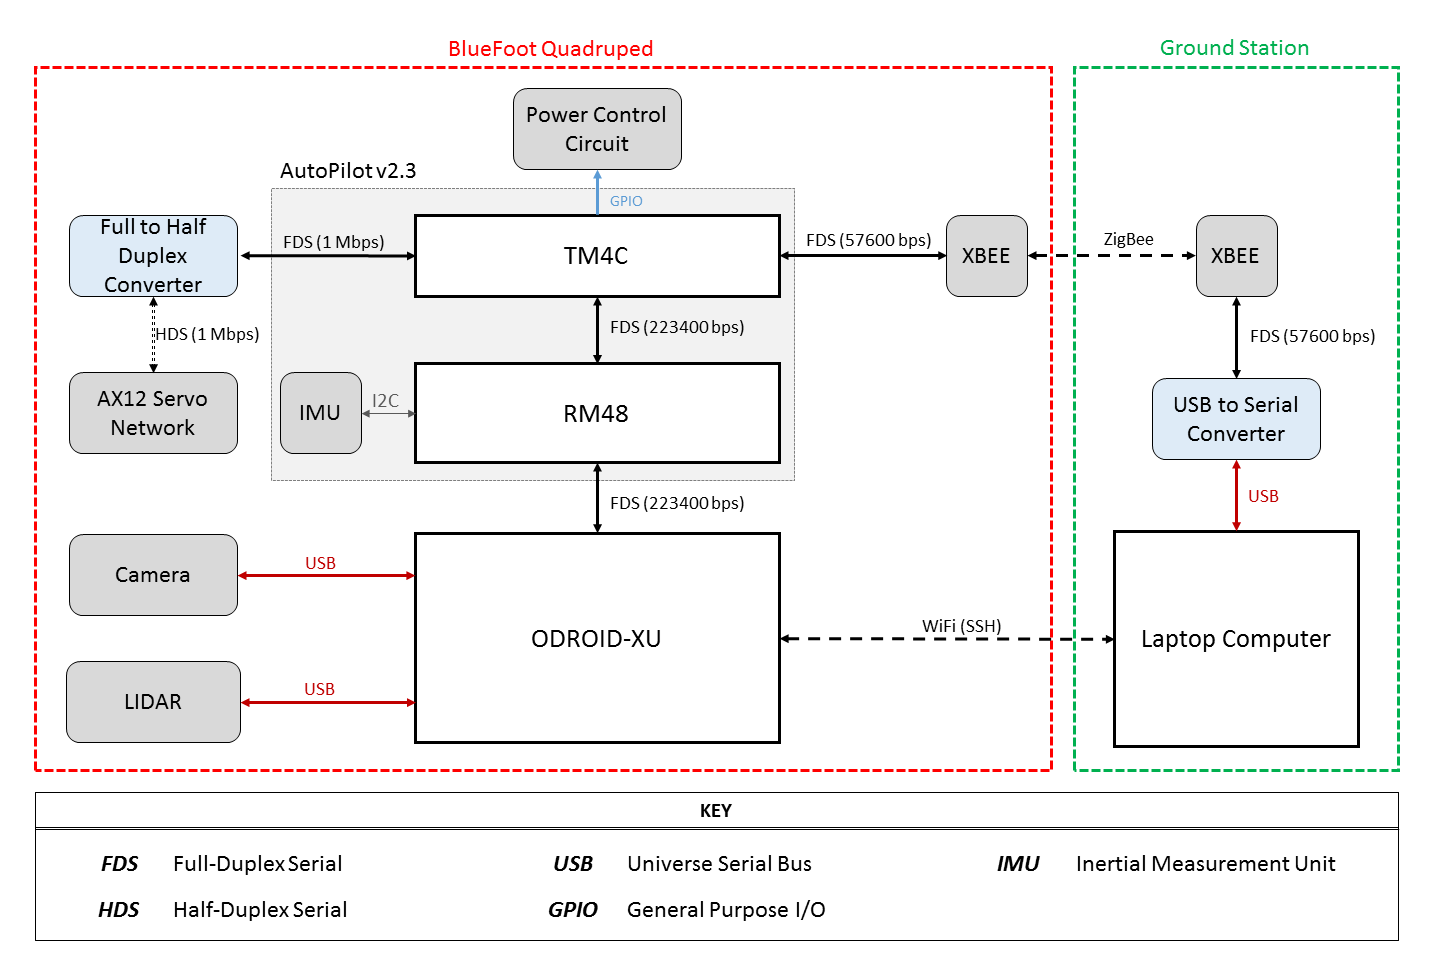 BlueFoot Quadruped
Ground Station
Power Control
Circuit
AutoPilot v2.3
GPIO
Full to Half
Duplex
Converter
FDS (1 Mbps)
TM4C
FDS (57600 bps)
XBEE
ZigBee
XBEE
HDS (1 Mbps)
FDS (223400 bps)
FDS (57600 bps)
AX12 Servo
Network
IMU
I2C
RM48
USB to Serial
Converter
FDS (223400 bps)
USB
Camera
USB
ODROID-XU
WiFi (SSH)
Laptop Computer
LIDAR
USB
KEY
FDS Full-Duplex Serial
USB Universe Serial Bus
IMU Inertial Measurement Unit
HDS Half-Duplex Serial
GPIO General Purpose I/O